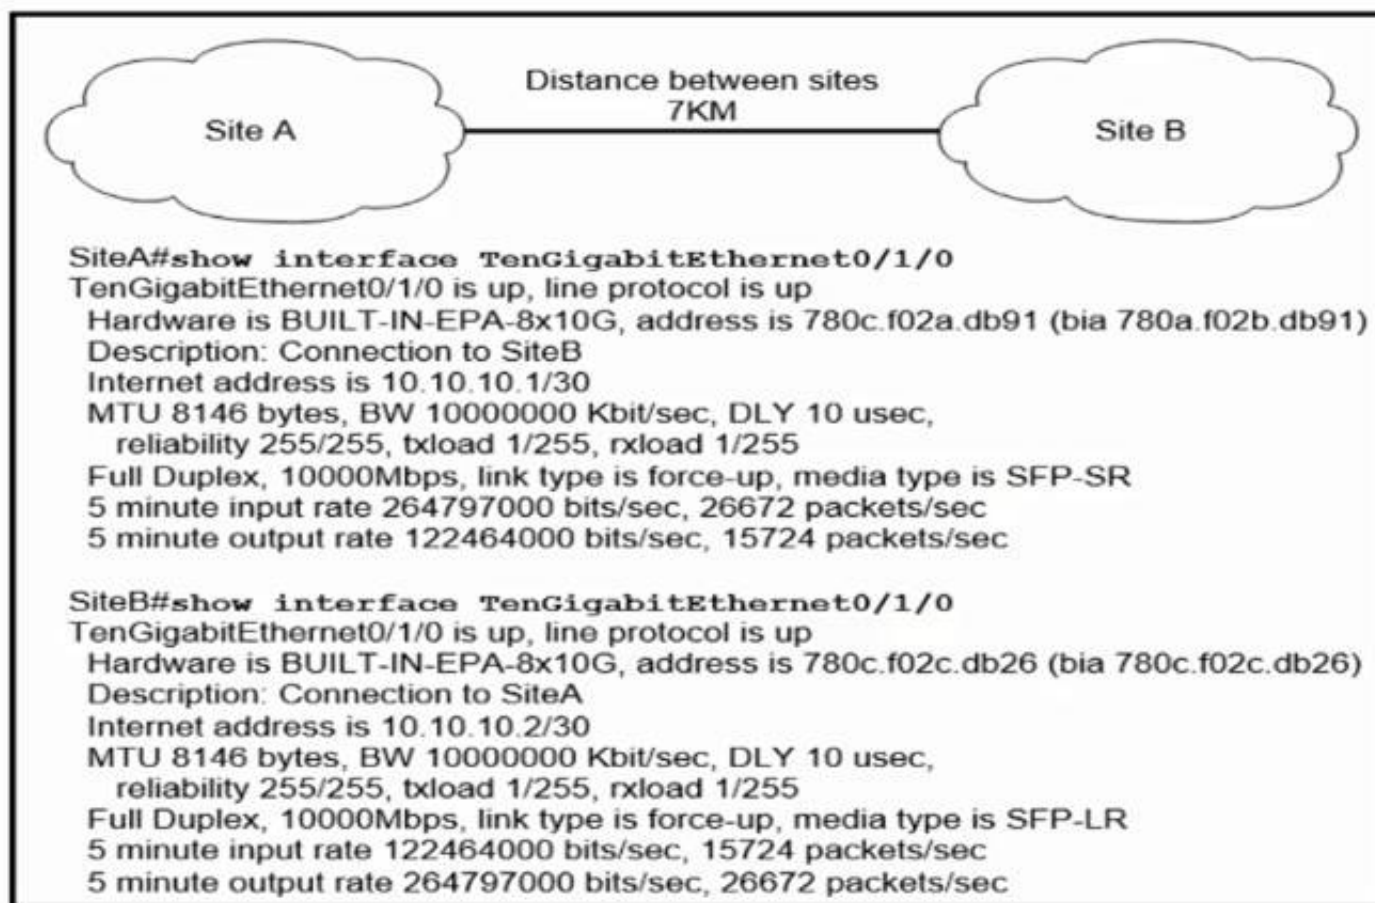 Distance between sites
7KM
Site A
Site B
SiteA#show interface TenGigabitEthernet0/1/0
TenGigabitEthernet0/1/0 is up, line protocol is up
Hardware is BUILT-IN-EPA-8x10G, address is 780c.f02a.db91 (bia 780a.f02b.db91)
Description: Connection to SiteB
Internet address is 10.10.10.1/30
MTU 8146 bytes, BW 10000000 Kbit/sec, DLY 10 usec,
reliability 255/255, txload 1/255, rxload 1/255
Full Duplex, 10000Mbps, link type is force-up, media type is SFP-SR
5 minute input rate 264797000 bits/sec, 26672 packets/sec
5 minute output rate 122464000 bits/sec, 15724 packets/sec
SiteB#show interface TenGigabitEthernet0/1/0
TenGigabitEthernet0/1/0 is up, line protocol is up
Hardware is BUILT-IN-EPA-8x10G, address is 780c.f02c.db26 (bia 780c.f02c.db26)
Description: Connection to SiteA
Internet address is 10.10.10.2/30
MTU 8146 bytes, BW 10000000 Kbit/sec, DLY 10 usec,
reliability 255/255, txload 1/255, rxload 1/255
Full Duplex, 10000Mbps, link type is force-up, media type is SFP-LR
5 minute input rate 122464000 bits/sec, 15724 packets/sec
5 minute output rate 264797000 bits/sec, 26672 packets/sec